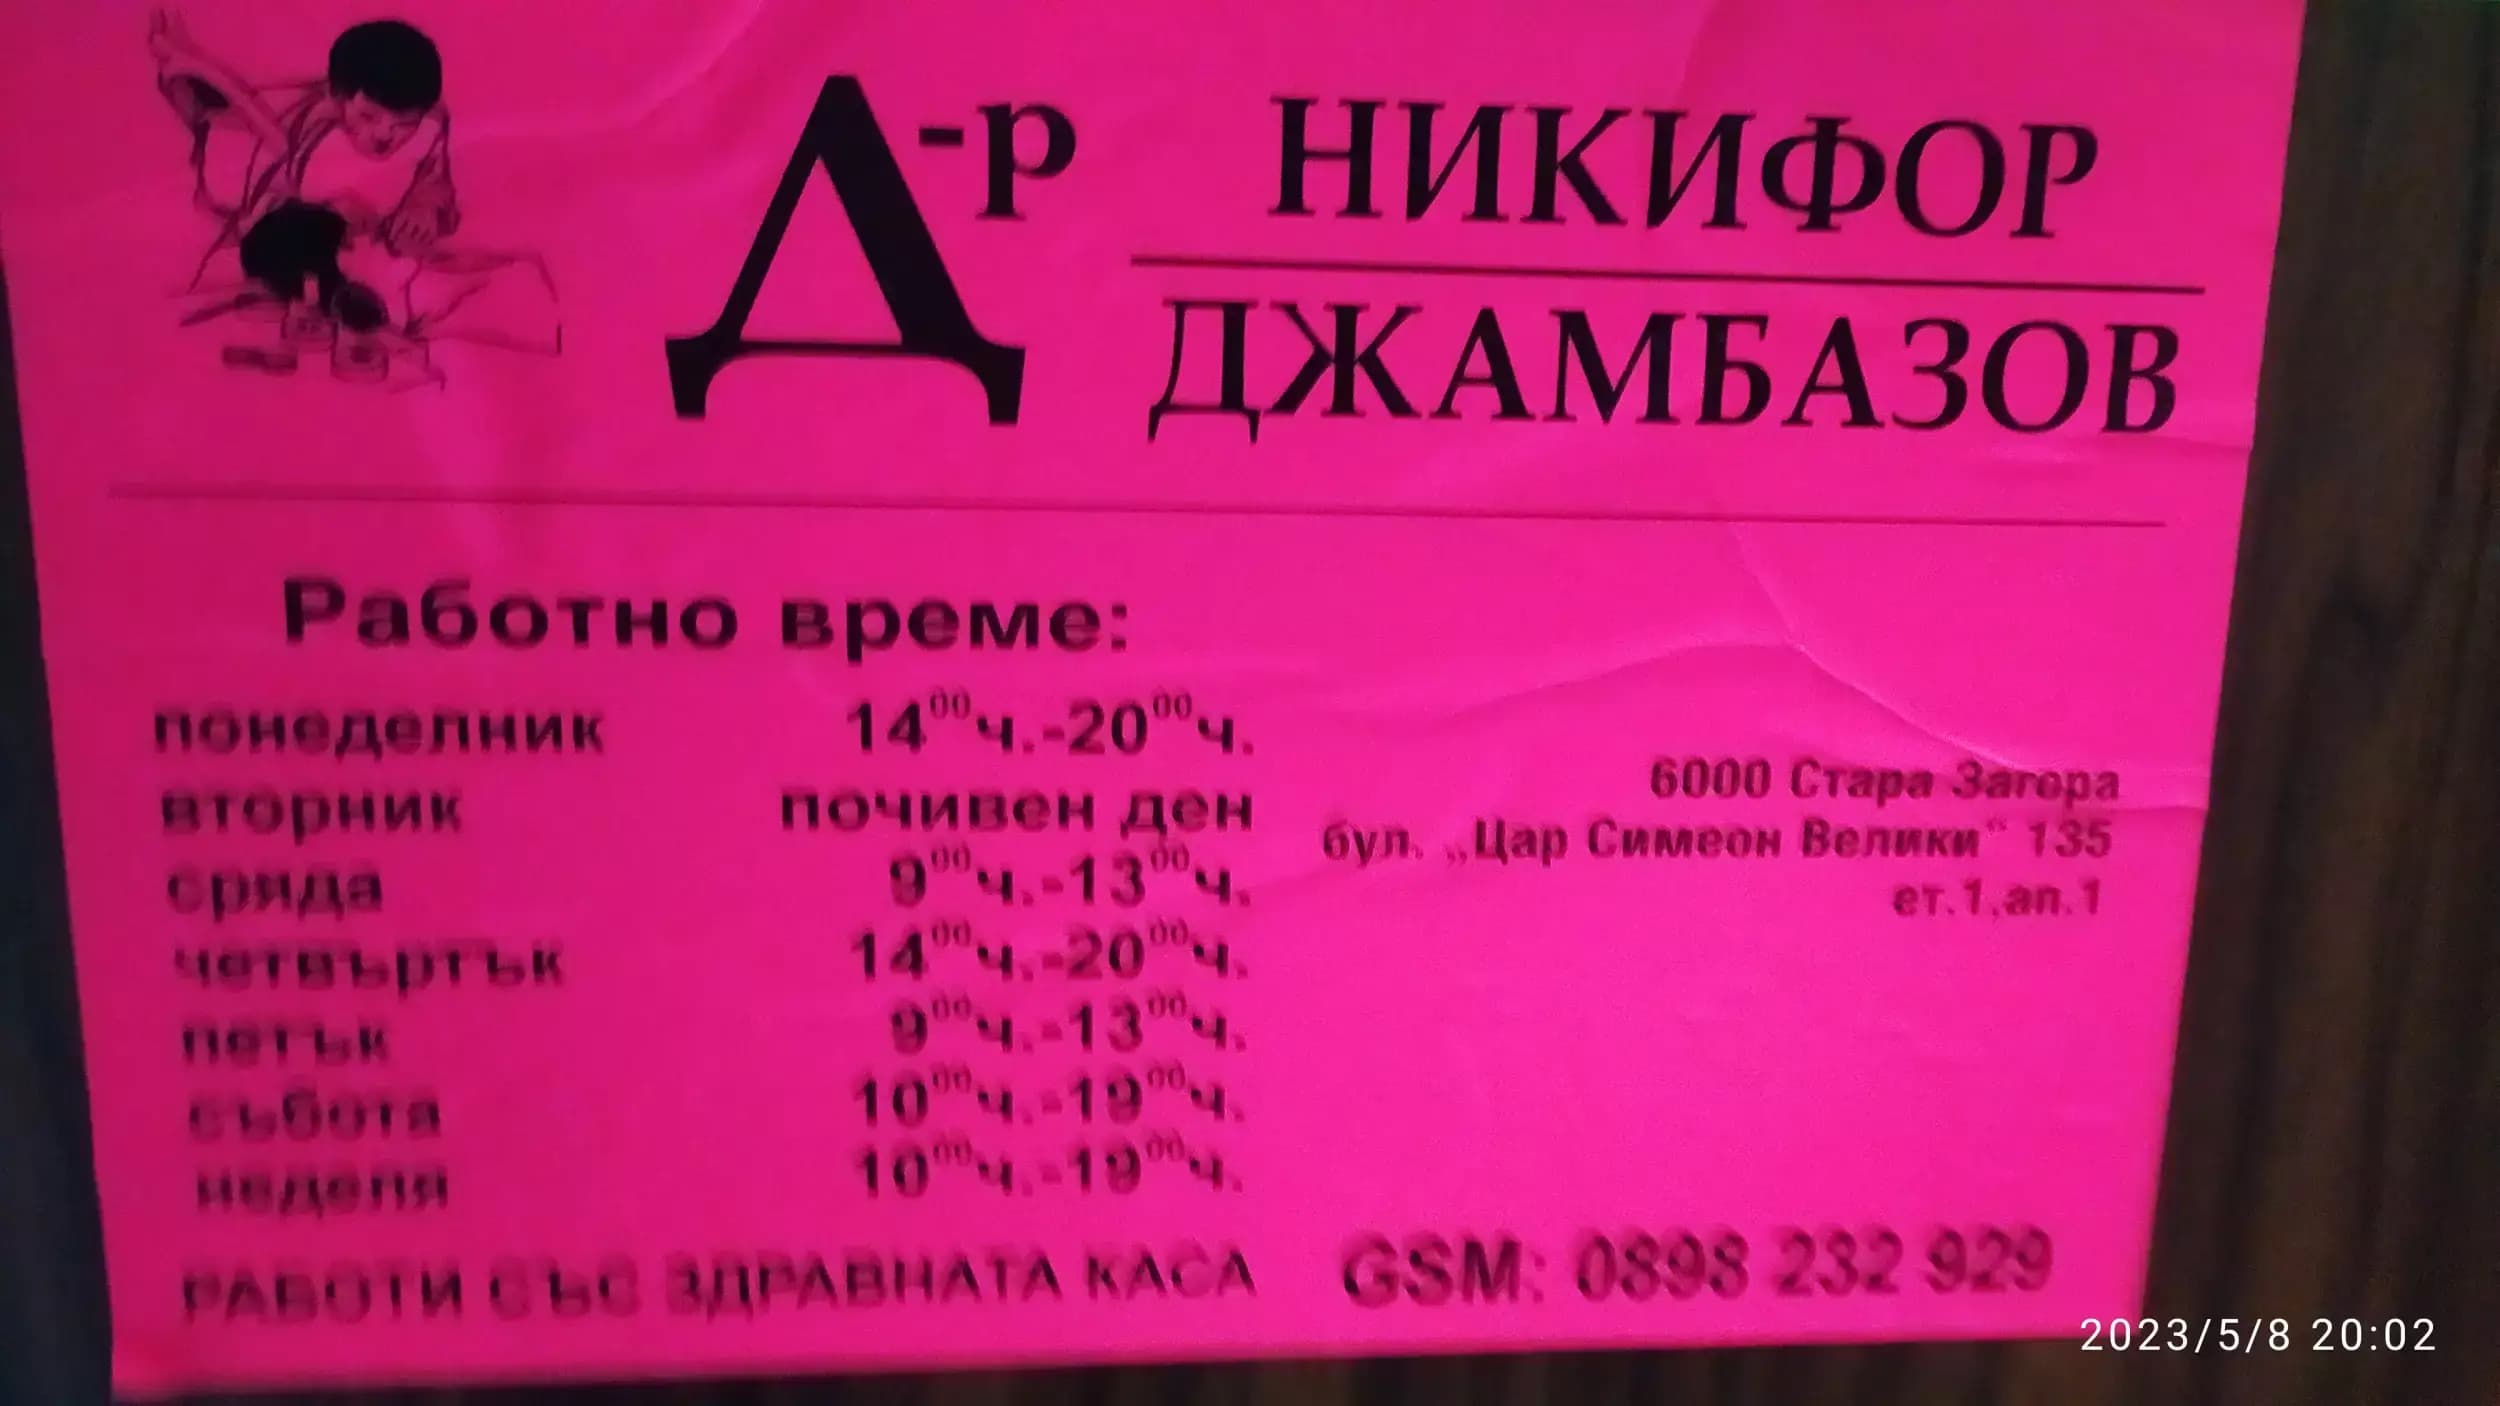 Д-р НИКИФОР
ДЖАМБАЗОВ
Работно време:
понеделник 14⁰⁰ч.-20⁰⁰ч.
вторник почивен ден
сряда 9⁰⁰ч.-13⁰⁰ч.
четвъртък 14⁰⁰ч.-20⁰⁰ч.
петък 9⁰⁰ч.-13⁰⁰ч.
събота 10⁰⁰ч.-19⁰⁰ч.
неделя 10⁰⁰ч.-19⁰⁰ч.
РАБОТИ СЪС ЗДРАВНАТА КАСА
6000 Стара Загора
бул. „Цар Симеон Велики“ 135
ет.1,ап.1
GSM: 0898 232 929
2023/5/8 20:02